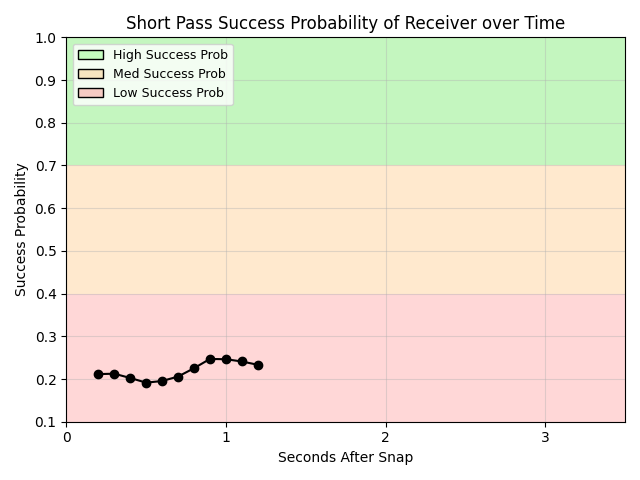 Short Pass Success Probability of Receiver over Time
1.0
High Success Prob
Med Success Prob
Low Success Prob
0.9
0.8
0.7
0.6
0.5
0.4
0.3
0.2
0.1
Success Probability
0 1 2 3
Seconds After Snap